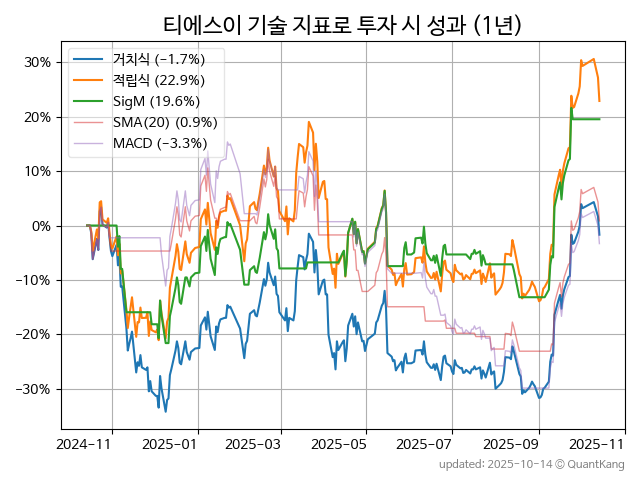 티에스이 기술 지표로 투자 시 성과 (1년)
거치식 (−1.7%)
적립식 (22.9%)
SigM (19.6%)
SMA(20) (0.9%)
MACD (−3.3%)
30%
20%
10%
0%
−10%
−20%
−30%
2024-11 2025-01 2025-03 2025-05 2025-07 2025-09 2025-11
updated: 2025-10-14 © QuantKang